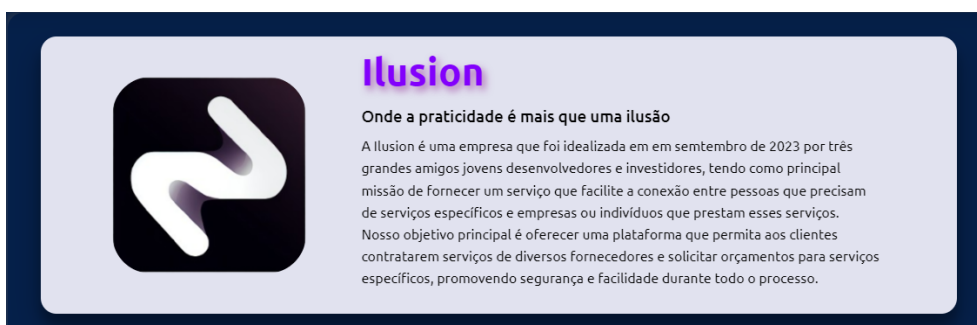 Ilusion
Onde a praticidade é mais que uma ilusão
A Ilusion é uma empresa que foi idealizada em em semtembro de 2023 por três
grandes amigos jovens desenvolvedores e investidores, tendo como principal
missão de fornecer um serviço que facilite a conexão entre pessoas que precisam
de serviços específicos e empresas ou indivíduos que prestam esses serviços.
Nosso objetivo principal é oferecer uma plataforma que permita aos clientes
contratarem serviços de diversos fornecedores e solicitar orçamentos para serviços
específicos, promovendo segurança e facilidade durante todo o processo.